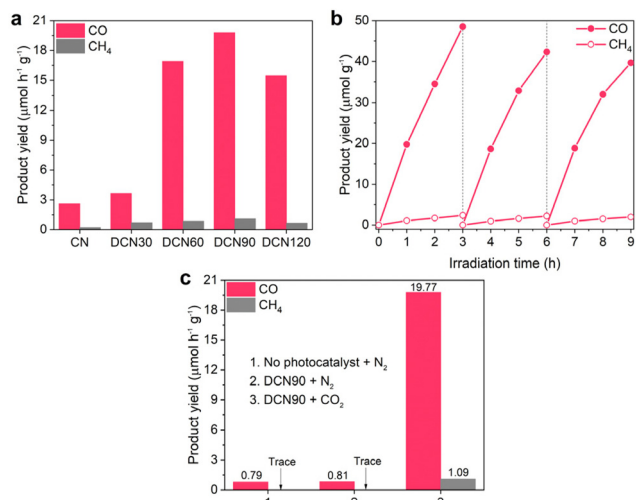 a
CO
CH₄
Product yield (μmol h⁻¹ g⁻¹)
21
18
15
12
9
6
3
0
CN DCN30 DCN60 DCN90 DCN120
b
CO
CH₄
Product yield (μmol g⁻¹)
50
40
30
20
10
0
0 1 2 3 4 5 6 7 8 9
Irradiation time (h)
c
CO
CH₄
Product yield (μmol h⁻¹ g⁻¹)
21
18
15
12
9
6
3
0
19.77
1. No photocatalyst + N₂
2. DCN90 + N₂
3. DCN90 + CO₂
0.79
Trace
0.81
Trace
1.09